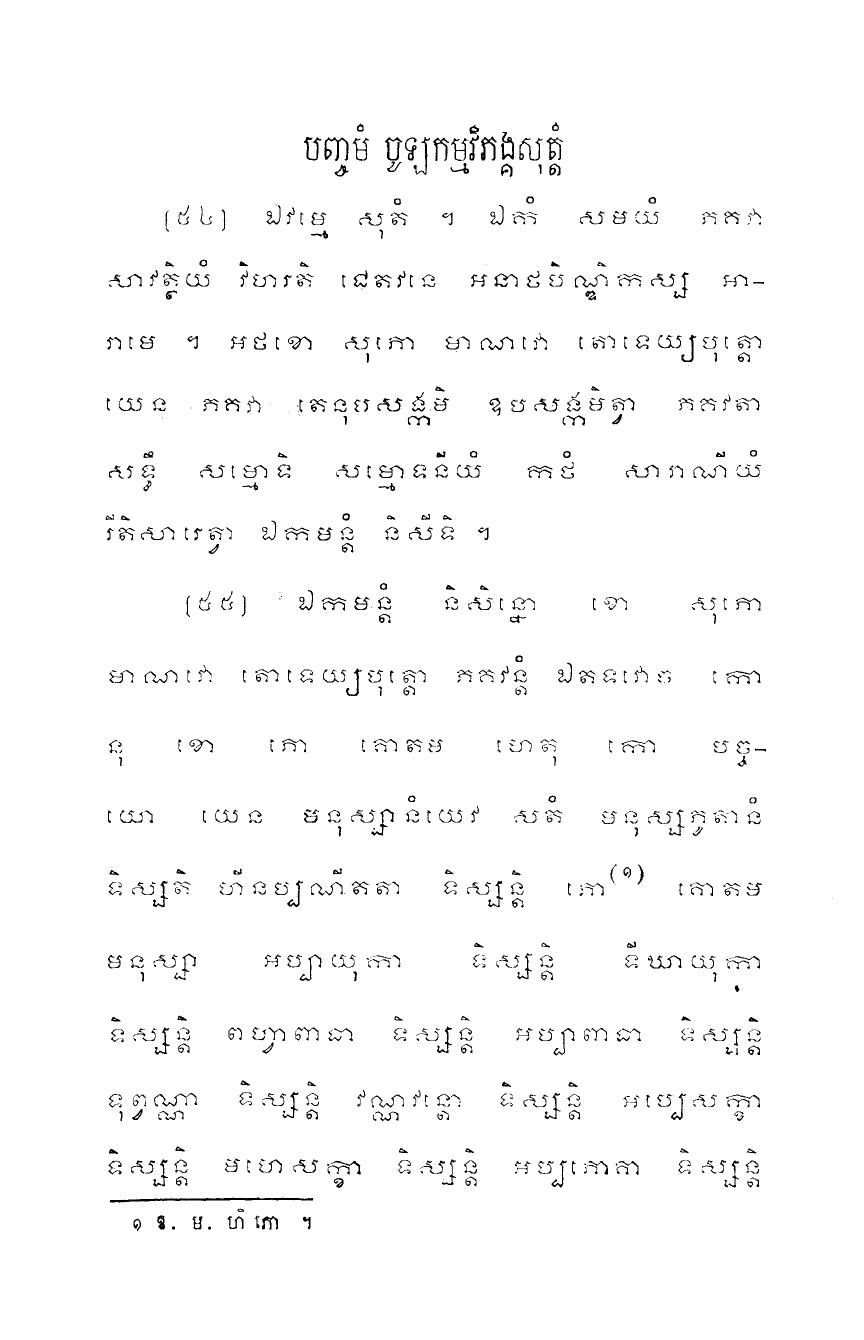 បញ្ចមំ ចូឡកម្មវិភង្គសុត្តំ
[៥៤] ឯវម្មេ សុតំ ។ ឯកំ សមយំ ភគវា
សាវត្ថិយំ វិហរតិ ជេតវនេ អនាថបិណ្ឌិកស្ស អា-
រាមេ ។ អថខោ សុភោ មាណវោ តោទេយ្យបុត្តោ
យេន ភគវា តេនុបសង្កមិ ឧបសង្កមិត្វា ភគវតា
សទ្ធឹ សម្មោទិ សម្មោទនីយំ កថំ សារាណីយំ
វីតិសារេត្វា ឯកមន្តំ និសីទិ ។
[៥៥] ឯកមន្តំ និសិន្នោ ខោ សុភោ
មាណវោ តោទេយ្យបុត្តោ ភគវន្តំ ឯតទវោច កោ
នុ ខោ ភោ គោតម ហេតុ កោ បច្ច-
យោ យេន មនុស្សានំយេវ សតំ មនុស្សភូតានំ
ទិស្សតិ ហីនប្បណីតតា ទិស្សន្តិ ភោ(១) គោតម
មនុស្សា អប្បាយុកា ទិស្សន្តិ ទីឃាយុកា
ទិស្សន្តិ ពហ្វាពាធា ទិស្សន្តិ អប្បាពាធា ទិស្សន្តិ
ទុព្វណ្ណា ទិស្សន្តិ វណ្ណវន្តោ ទិស្សន្តិ អប្បេសក្ខា
ទិស្សន្តិ មហេសក្ខា ទិស្សន្តិ អប្បភោគា ទិស្សន្តិ
១ ឱ. ម. ហិ ភោ ។